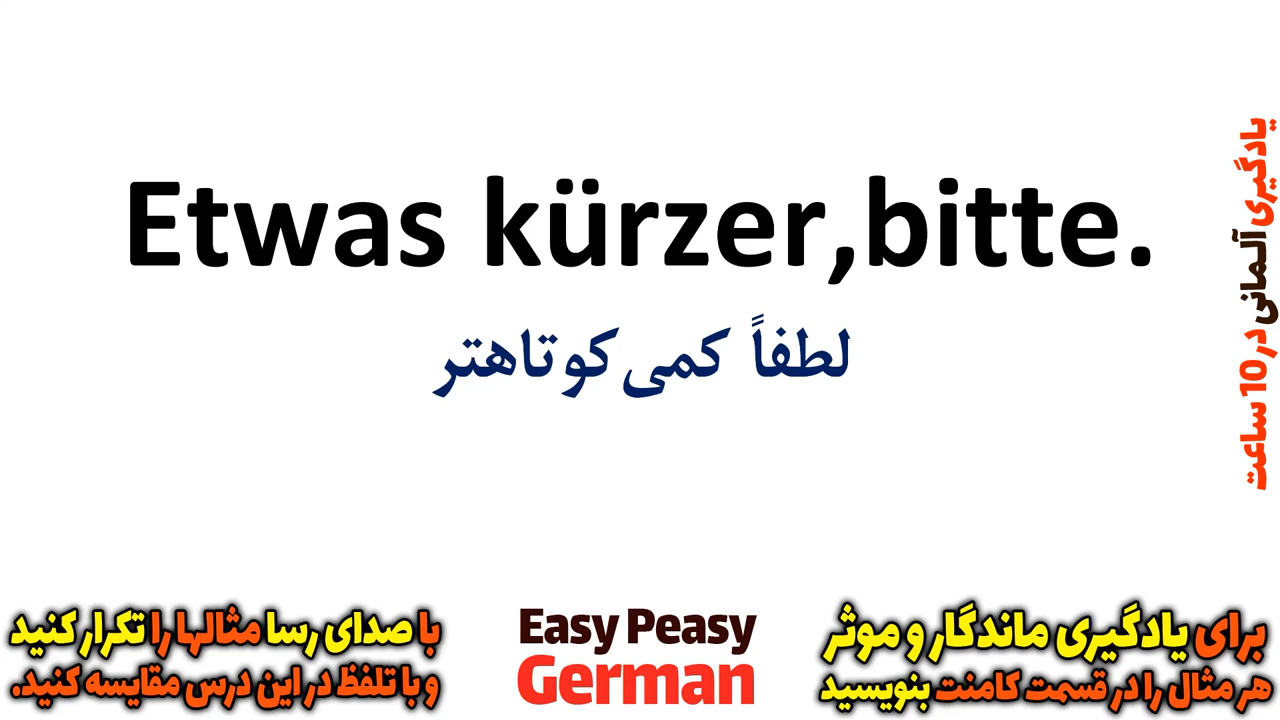 Etwas kürzer,bitte.
لطفاً کمی کوتاهتر
یادگیری آلمانی در 10 ساعت
با صدای رسا مثالها را تکرار کنید
و با تلفظ در این درس مقایسه کنید.
Easy Peasy
German
برای یادگیری ماندگار و موثر
هر مثال را در قسمت کامنت بنویسید